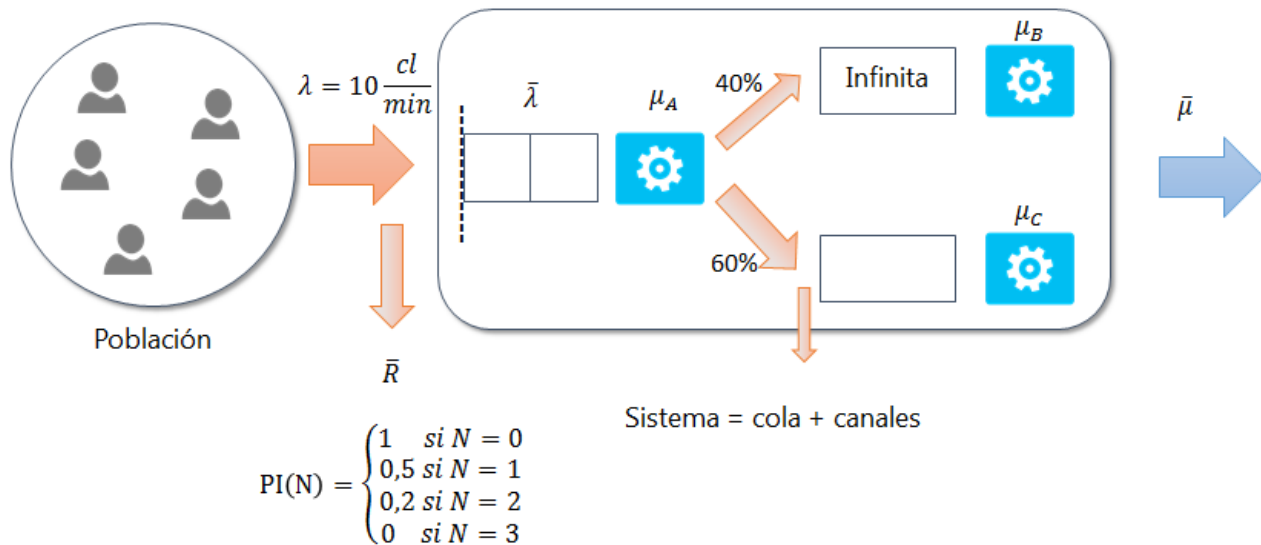 λ = 10 cl/min
λ̄
μ_A
40%
Infinita
μ_B
μ̄
60%
μ_C
Población
R̄
Sistema = cola + canales
PI(N) = {1 si N = 0
0,5 si N = 1
0,2 si N = 2
0 si N = 3